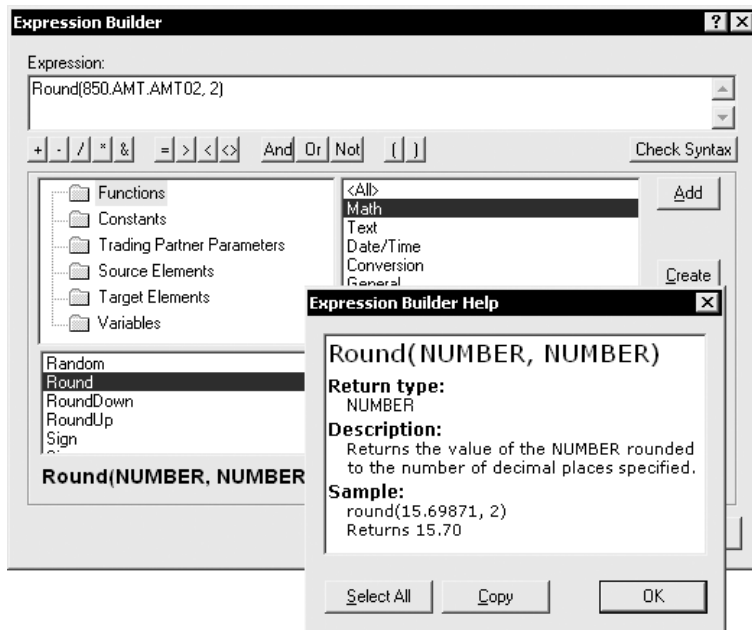 Expression Builder
? X
Expression:
Round(850.AMT.AMT02, 2)
+ - / * & = > < <> And Or Not ( ) Check Syntax
Functions
Constants
Trading Partner Parameters
Source Elements
Target Elements
Variables
<All>
Math
Text
Date/Time
Conversion
General
Add
Create
Random
Round
RoundDown
RoundUp
Sign
Round(NUMBER, NUMBER
Expression Builder Help
X
Round(NUMBER, NUMBER)
Return type:
NUMBER
Description:
Returns the value of the NUMBER rounded
to the number of decimal places specified.
Sample:
round(15.69871, 2)
Returns 15.70
Select All Copy OK